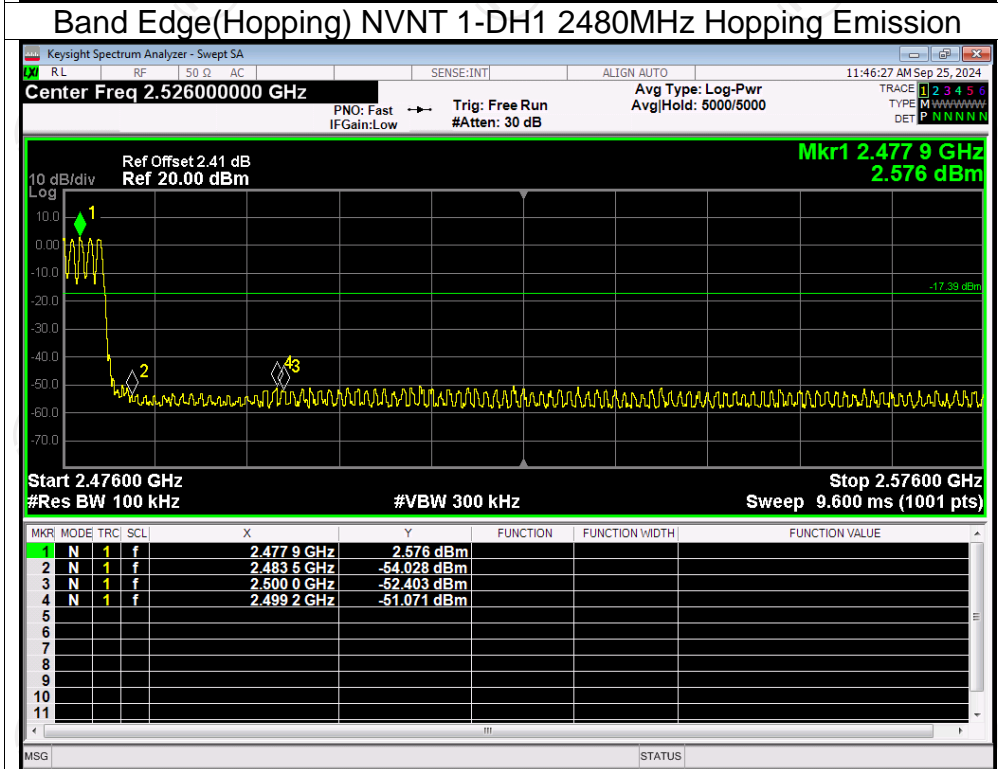 Band Edge(Hopping) NVNT 1-DH1 2480MHz Hopping Emission
Keysight Spectrum Analyzer - Swept SA
LXI RL RF 50 Ω AC SENSE:INT ALIGN AUTO 11:46:27 AM Sep 25, 2024
Center Freq 2.526000000 GHz Avg Type: Log-Pwr TRACE 1 2 3 4 5 6
PNO: Fast Trig: Free Run Avg|Hold: 5000/5000 TYPE M WWWWW
IFGain:Low #Atten: 30 dB DET P N N N N N
Mkr1 2.477 9 GHz
Ref Offset 2.41 dB
10 dB/div Ref 20.00 dBm 2.576 dBm
Log
10.0
0.00
-10.0
-20.0
-30.0
-40.0
-50.0
-60.0
-70.0
1
2
4 3
-17.39 dBm
Start 2.47600 GHz Stop 2.57600 GHz
#Res BW 100 kHz #VBW 300 kHz Sweep 9.600 ms (1001 pts)
MKR MODE TRC SCL X Y FUNCTION FUNCTION WIDTH FUNCTION VALUE
1 N 1 f 2.477 9 GHz 2.576 dBm
2 N 1 f 2.483 5 GHz -54.028 dBm
3 N 1 f 2.500 0 GHz -52.403 dBm
4 N 1 f 2.499 2 GHz -51.071 dBm
5
6
7
8
9
10
11
MSG STATUS